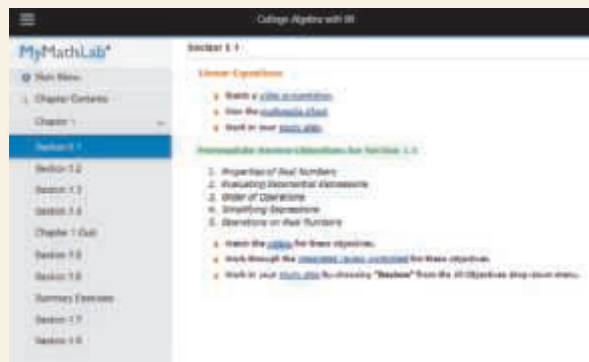 College Algebra with IR
MyMathLab®
Main Menu
Chapter Contents
Chapter 1
Section 1.1
Section 1.2
Section 1.3
Section 1.4
Chapter 1 Quiz
Section 1.5
Section 1.6
Summary Exercises
Section 1.7
Section 1.8
Section 1.1
Linear Equations
Watch a video presentation.
View the multimedia
Work in your study plan.
Prerequisite Review Objectives for Section 1.1
1. Properties of Real Numbers
2. Evaluating Exponential Expressions
3. Order of Operations
4. Simplifying Expressions
5. Operations on Real Numbers
Watch the videos for these objectives.
Work through the integrated review worksheet for these objectives.
Work in your study plan by choosing "Review" from the All Objectives drop-down menu.